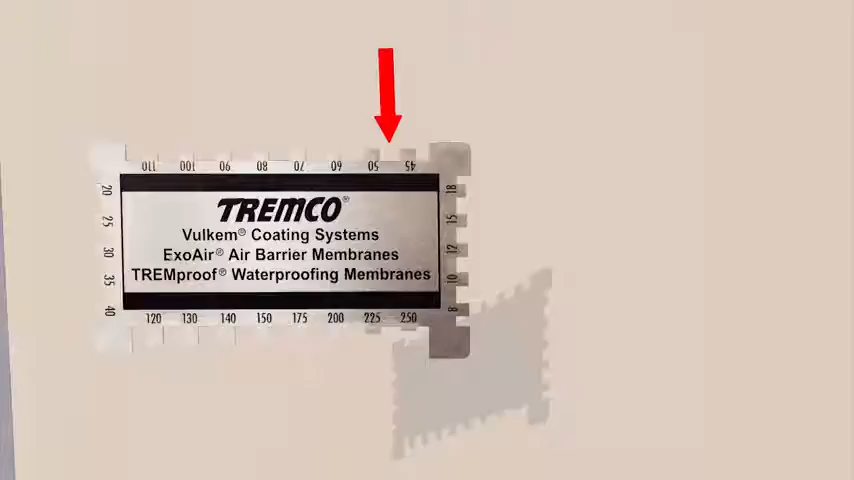 110 100 90 80 70 60 50 45
20 18
25 15
30 12
35 10
40 8
TREMCO®
Vulkem® Coating Systems
ExoAir® Air Barrier Membranes
TREMproof® Waterproofing Membranes
120 130 140 150 175 200 225 250